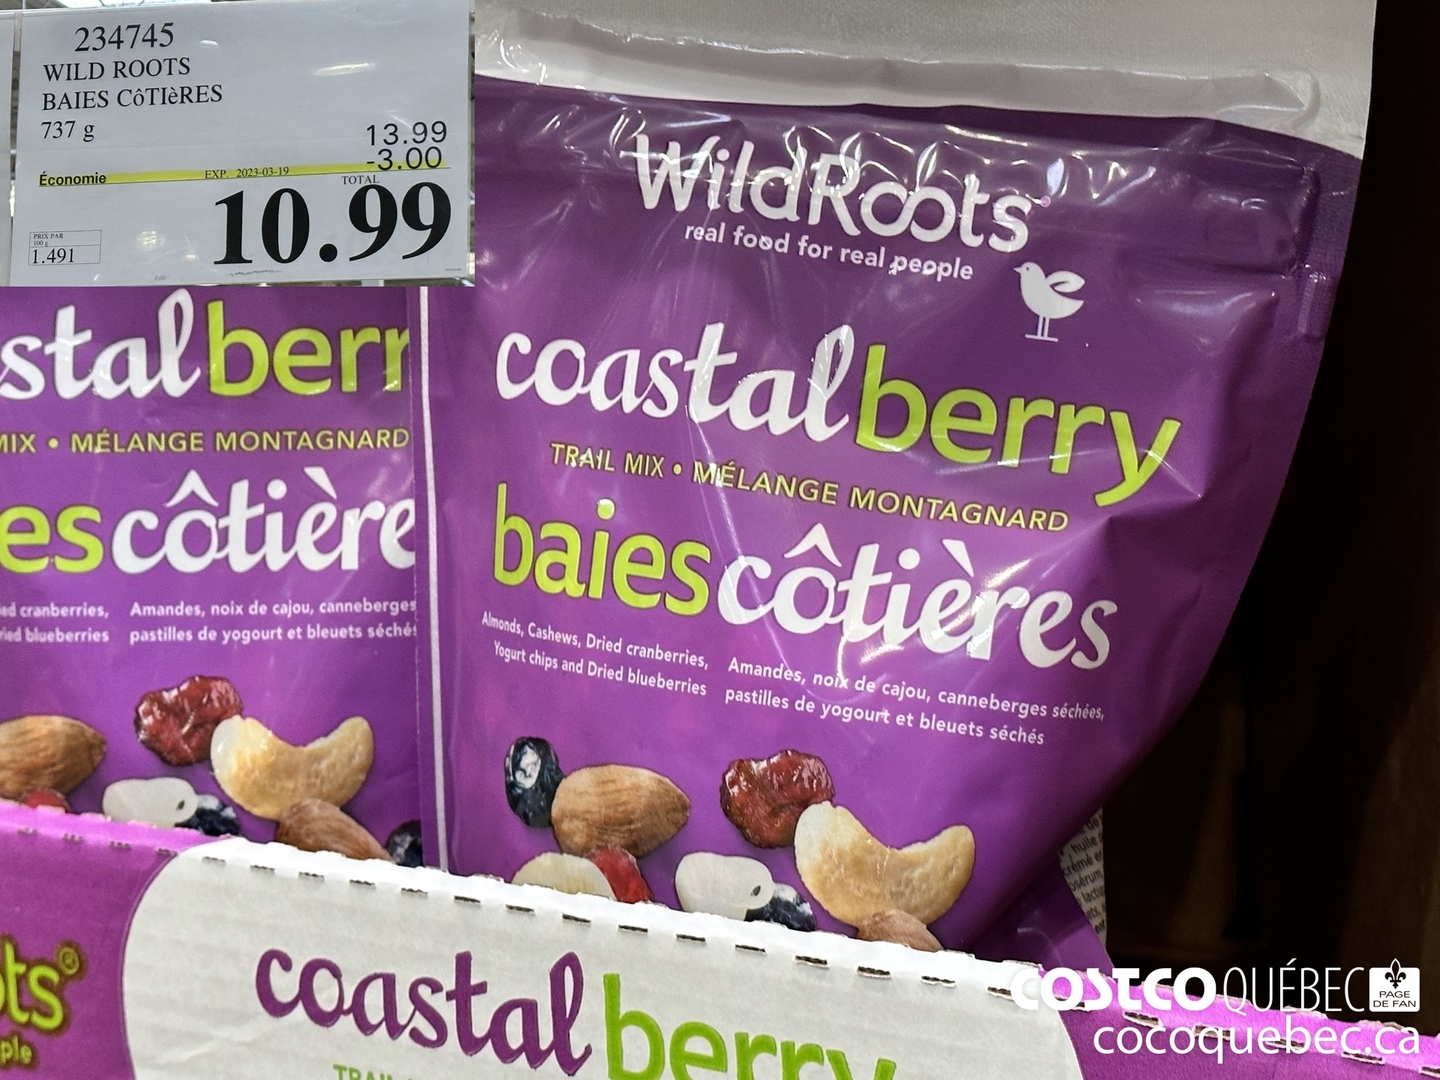 234745
WILD ROOTS
BAIES CôTIèRES
737 g
13.99
-3.00
Économie
EXP. 2023-03-19
TOTAL
10.99
PRIX PAR
100 g
1.491
WildRoots
real food for real people
coastalberry
TRAIL MIX • MÉLANGE MONTAGNARD
baiescôtières
Almonds, Cashews, Dried cranberries,
Yogurt chips and Dried blueberries
Amandes, noix de cajou, canneberges séchées,
pastilles de yogourt et bleuets séchés
stalberr
MIX • MÉLANGE MONTAGNARD
escôtière
ied cranberries,
ried blueberries
Amandes, noix de cajou, canneberges
pastilles de yogourt et bleuets séché
ots®
ple
coastalberry
COSTCO QUÉBEC
PAGE
DE FAN
cocoquebec.ca